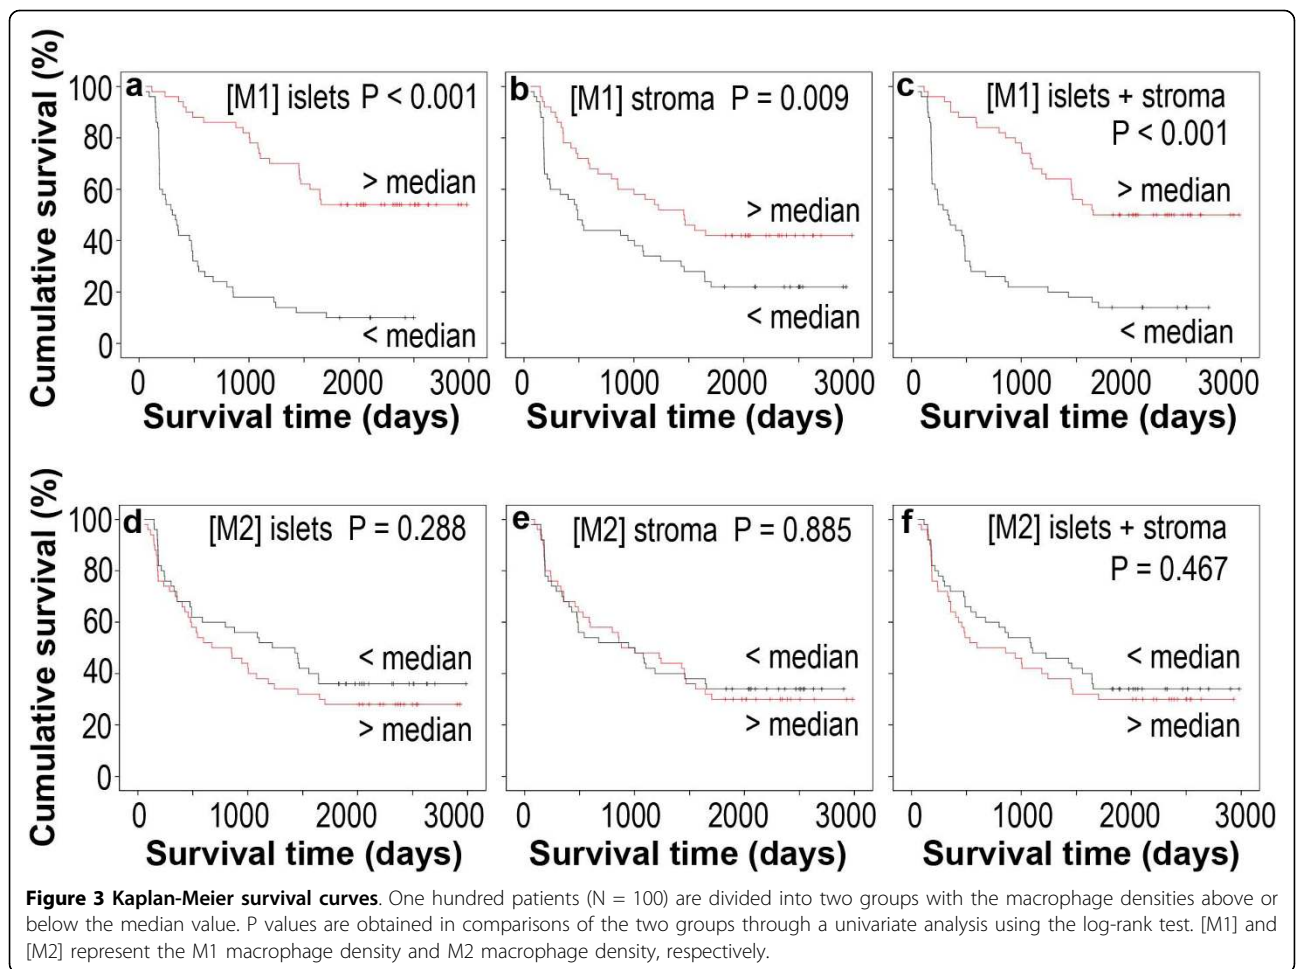 Cumulative survival (%)
100
80
60
40
20
0
a
[M1] islets P < 0.001
> median
< median
0 1000 2000 3000
Survival time (days)
b
[M1] stroma P = 0.009
> median
< median
0 1000 2000 3000
Survival time (days)
c
[M1] islets + stroma
P < 0.001
> median
< median
0 1000 2000 3000
Survival time (days)
Cumulative survival (%)
100
80
60
40
20
0
d
[M2] islets P = 0.288
< median
> median
0 1000 2000 3000
Survival time (days)
e
[M2] stroma P = 0.885
< median
> median
0 1000 2000 3000
Survival time (days)
f
[M2] islets + stroma
P = 0.467
< median
> median
0 1000 2000 3000
Survival time (days)
Figure 3 Kaplan-Meier survival curves. One hundred patients (N = 100) are divided into two groups with the macrophage densities above or
below the median value. P values are obtained in comparisons of the two groups through a univariate analysis using the log-rank test. [M1] and
[M2] represent the M1 macrophage density and M2 macrophage density, respectively.